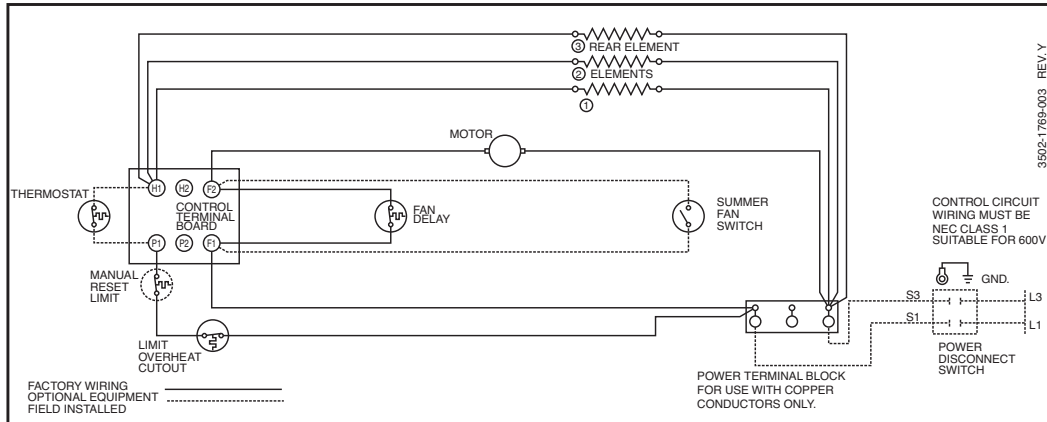 3 REAR ELEMENT
2 ELEMENTS
1
MOTOR
THERMOSTAT
H1 H2 F2
CONTROL
TERMINAL
BOARD
P1 P2 F1
FAN
DELAY
SUMMER
FAN
SWITCH
MANUAL
RESET
LIMIT
LIMIT
OVERHEAT
CUTOUT
CONTROL CIRCUIT
WIRING MUST BE
NEC CLASS 1
SUITABLE FOR 600V
GND.
S3
L3
S1
L1
POWER
DISCONNECT
SWITCH
POWER TERMINAL BLOCK
FOR USE WITH COPPER
CONDUCTORS ONLY.
FACTORY WIRING
OPTIONAL EQUIPMENT
FIELD INSTALLED
3502-1769-003 REV. Y